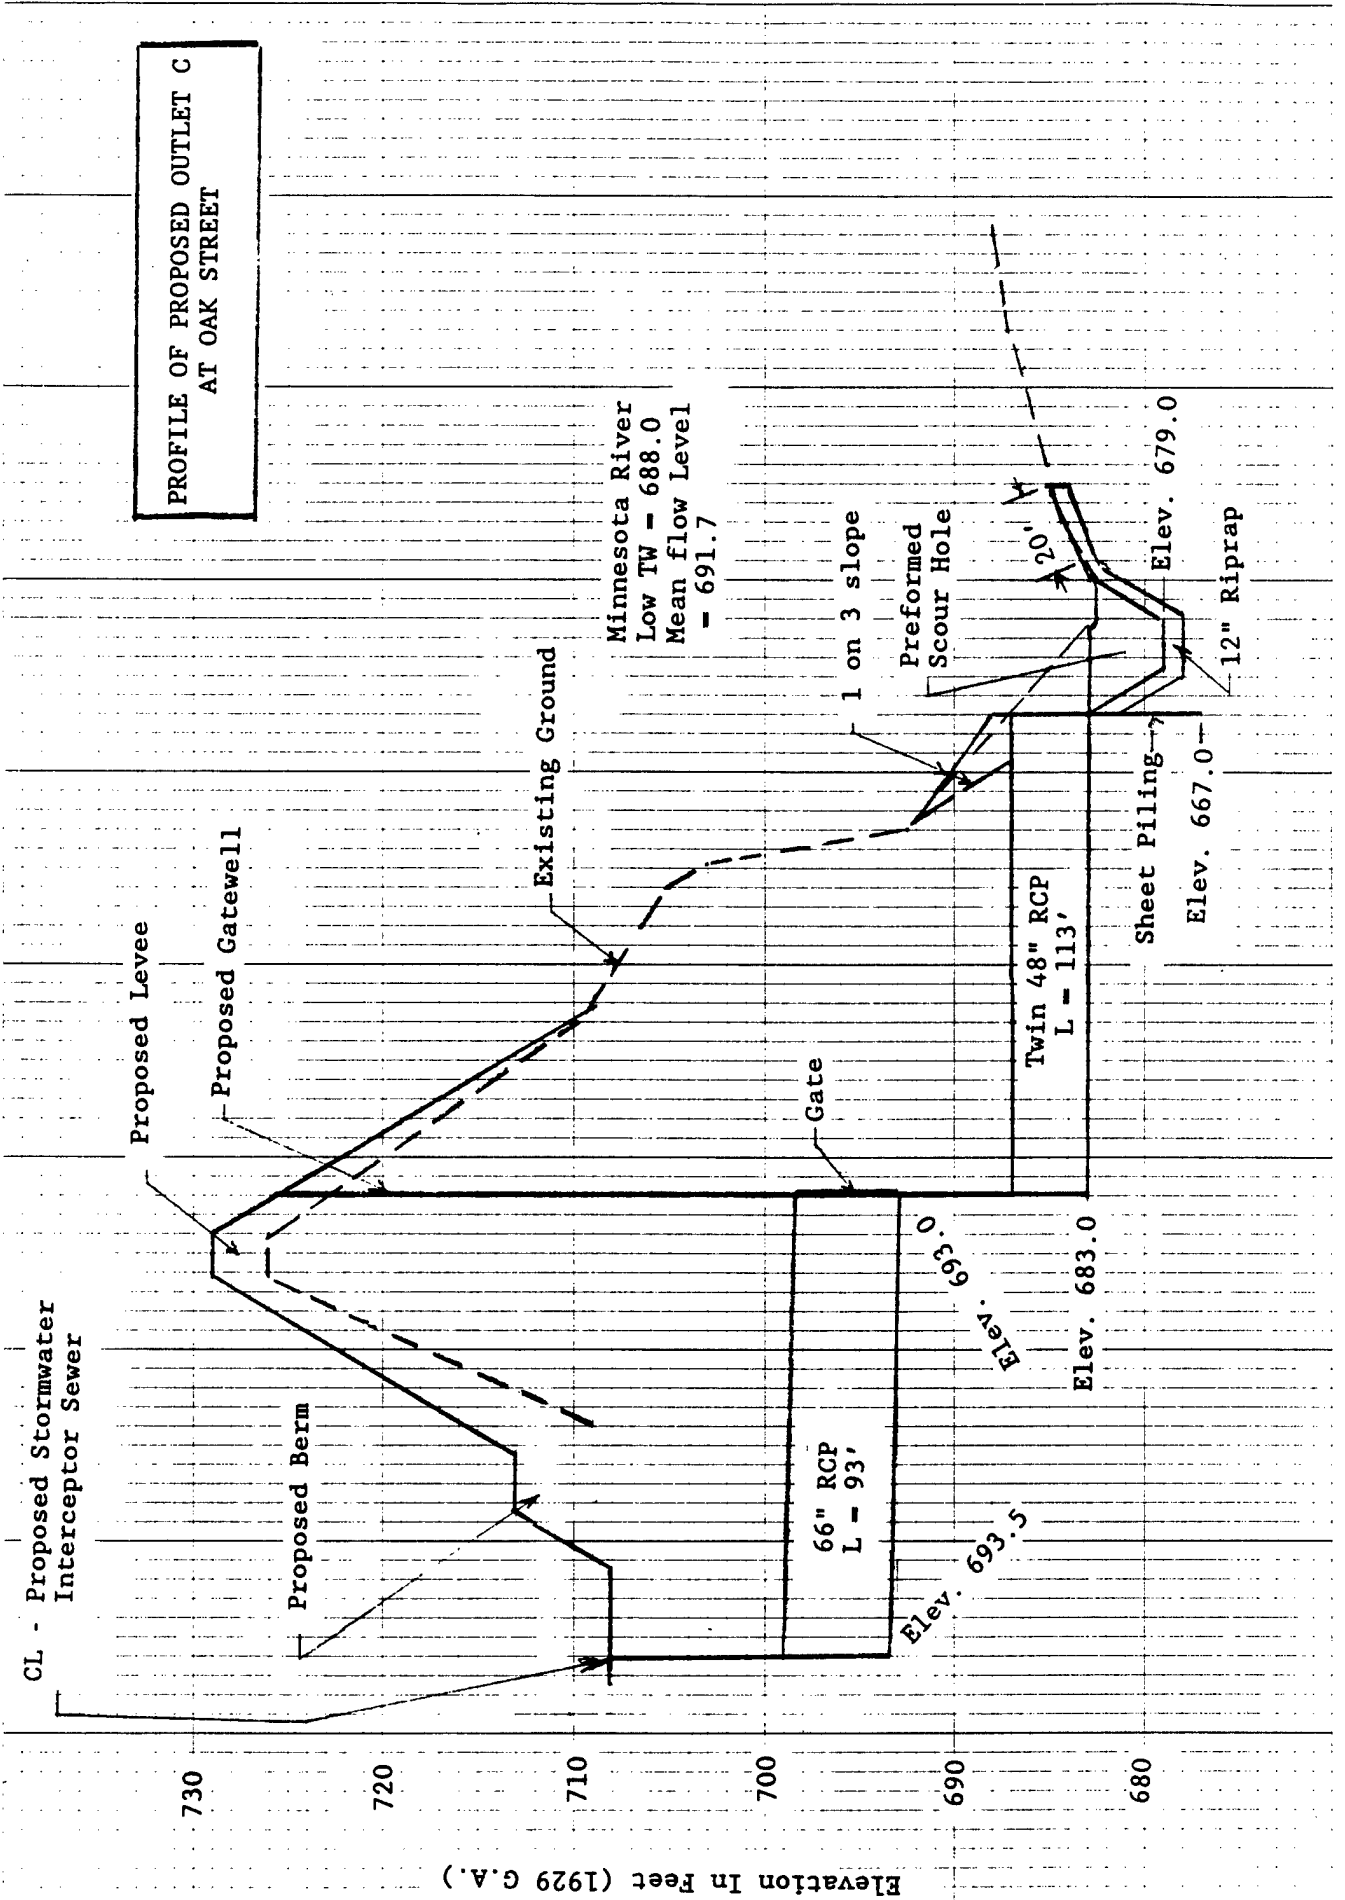 PROFILE OF PROPOSED OUTLET C
AT OAK STREET
CL - Proposed Stormwater
Interceptor Sewer
Proposed Levee
Proposed Gatewell
Proposed Berm
Existing Ground
Minnesota River
Low TW = 688.0
Mean flow Level
= 691.7
1 on 3 slope
Preformed
Scour Hole
20'
Elev. 679.0
12" Riprap
Sheet Piling
Elev. 667.0
Twin 48" RCP
L = 113'
Gate
Elev. 693.0
Elev. 683.0
66" RCP
L = 93'
Elev. 693.5
730
720
710
700
690
680
Elevation In Feet (1929 G.A.)